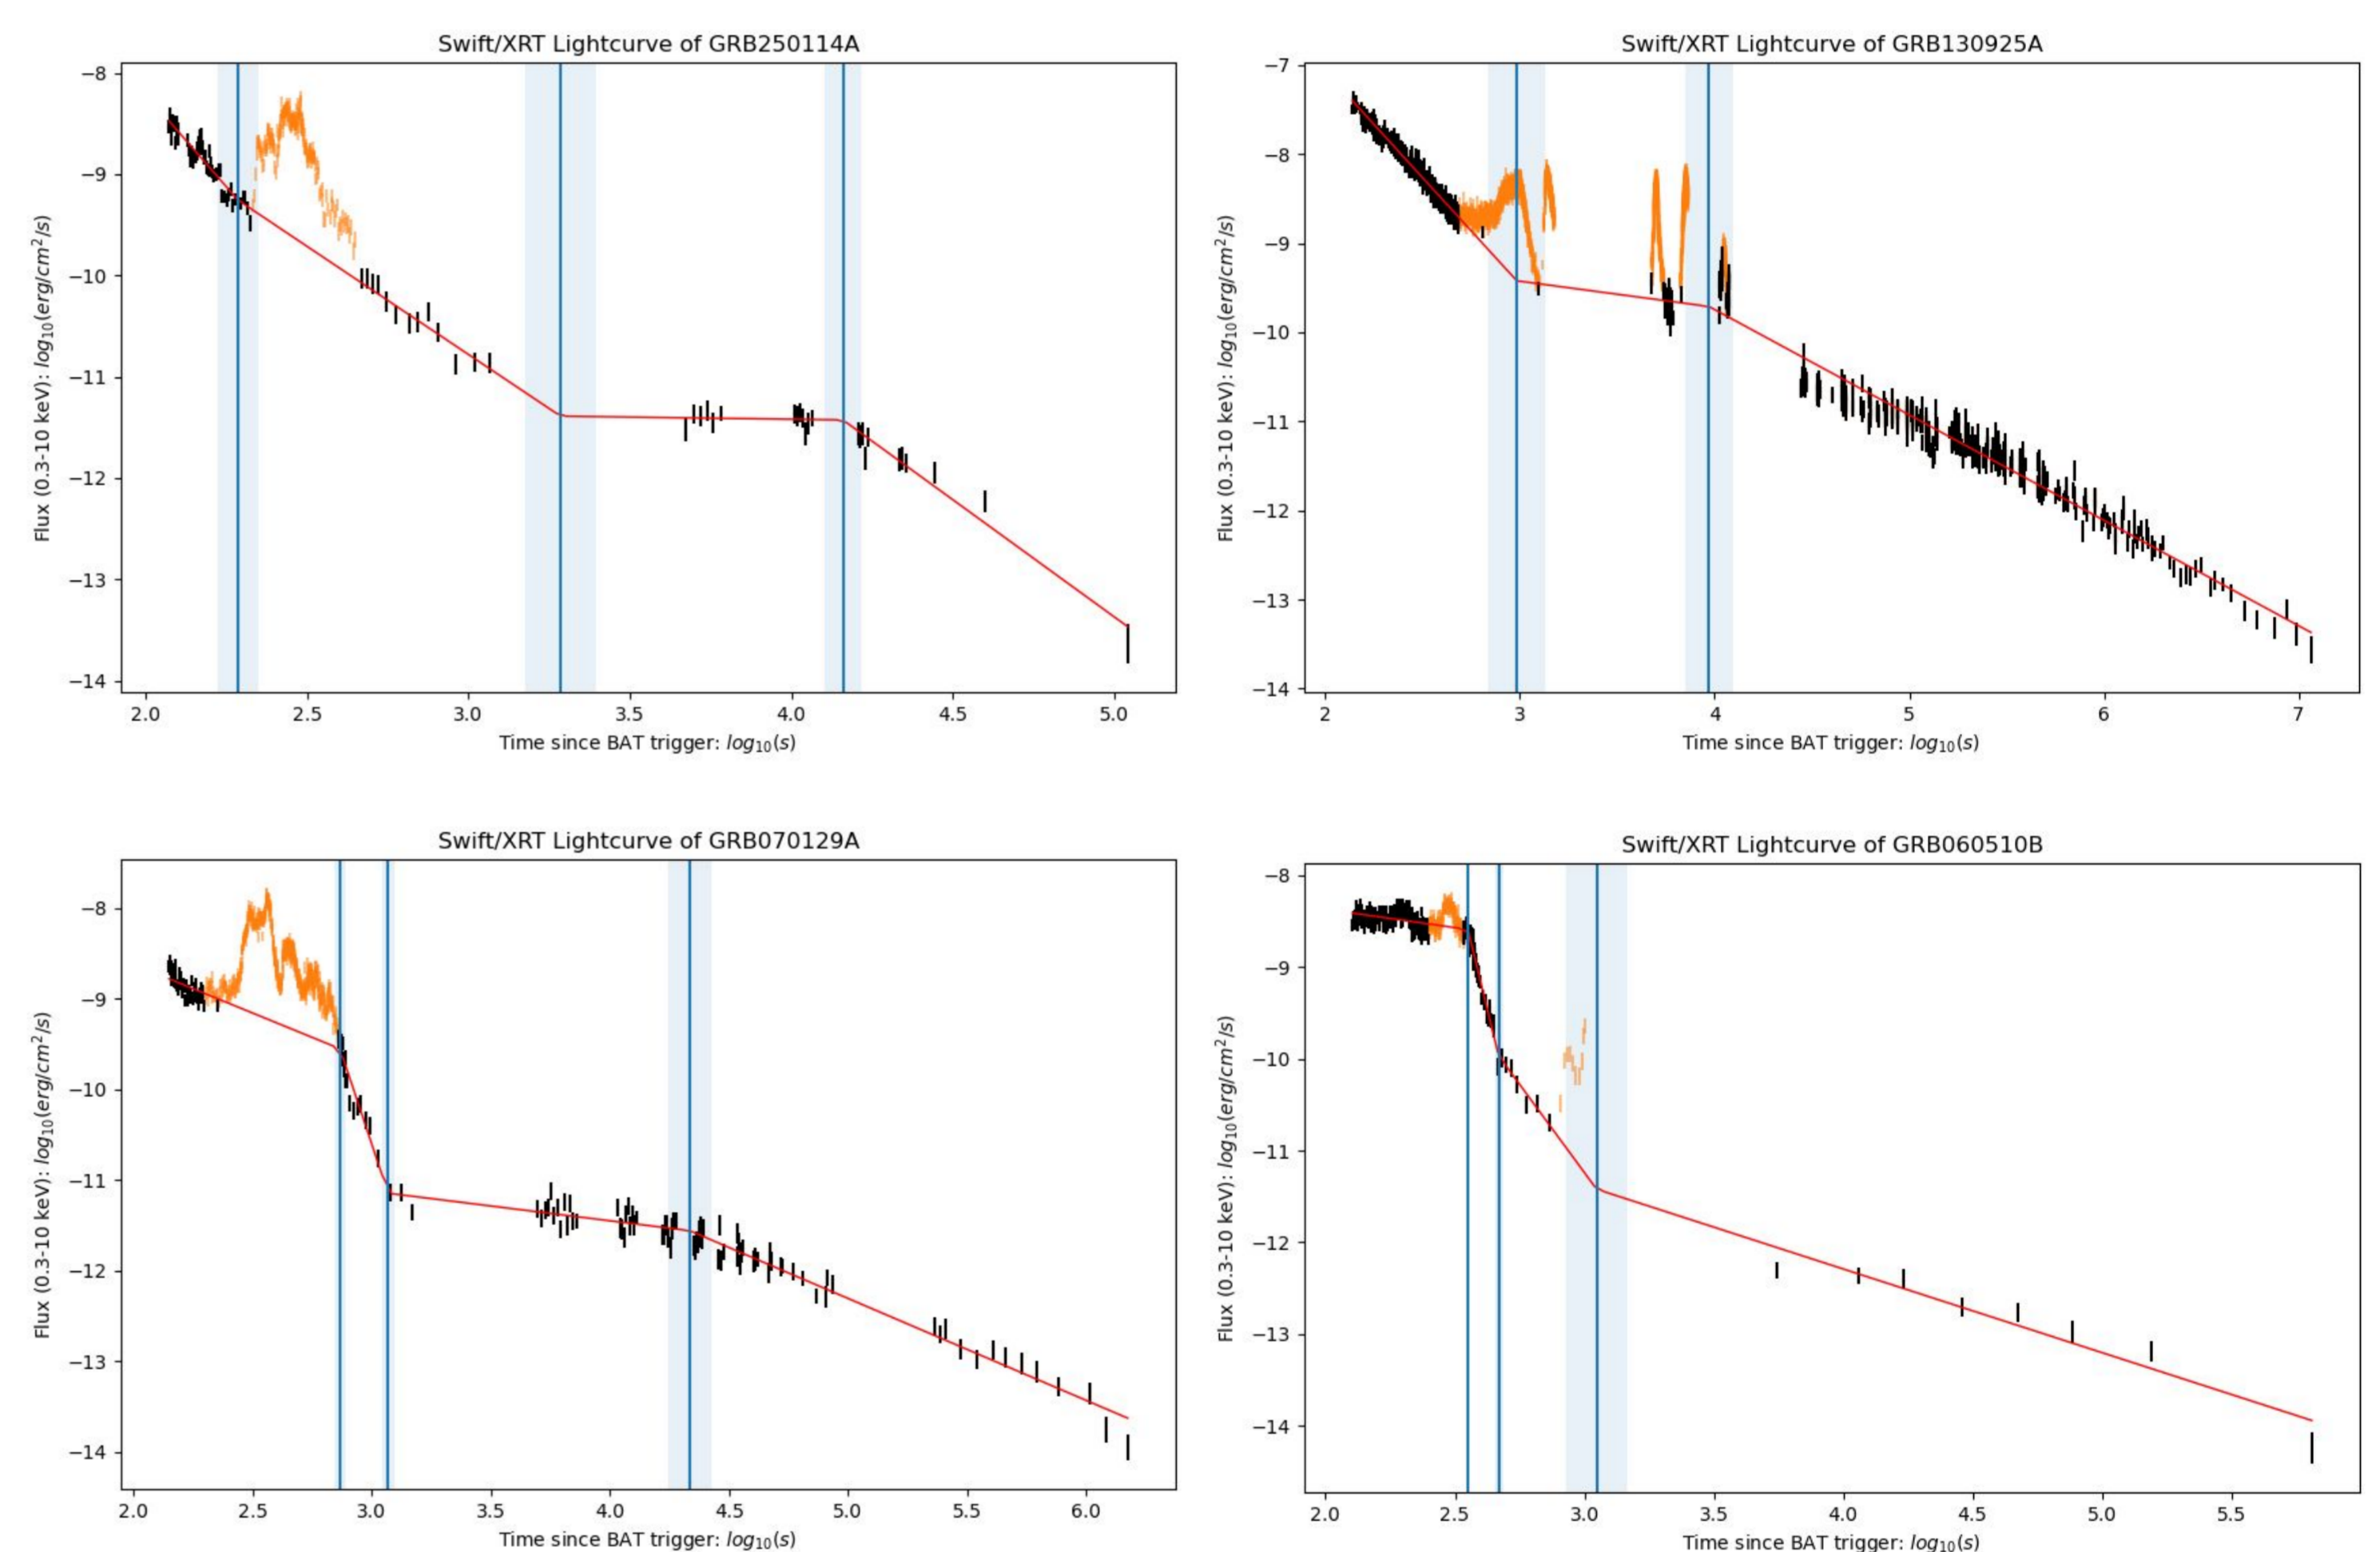 Swift/XRT Lightcurve of GRB250114A
Flux (0.3-10 keV): log10(erg/cm²/s)
−8
−9
−10
−11
−12
−13
−14
2.0 2.5 3.0 3.5 4.0 4.5 5.0
Time since BAT trigger: log10(s)
Swift/XRT Lightcurve of GRB130925A
Flux (0.3-10 keV): log10(erg/cm²/s)
−7
−8
−9
−10
−11
−12
−13
−14
2 3 4 5 6 7
Time since BAT trigger: log10(s)
Swift/XRT Lightcurve of GRB070129A
Flux (0.3-10 keV): log10(erg/cm²/s)
−8
−9
−10
−11
−12
−13
−14
2.0 2.5 3.0 3.5 4.0 4.5 5.0 5.5 6.0
Time since BAT trigger: log10(s)
Swift/XRT Lightcurve of GRB060510B
Flux (0.3-10 keV): log10(erg/cm²/s)
−8
−9
−10
−11
−12
−13
−14
2.0 2.5 3.0 3.5 4.0 4.5 5.0 5.5
Time since BAT trigger: log10(s)